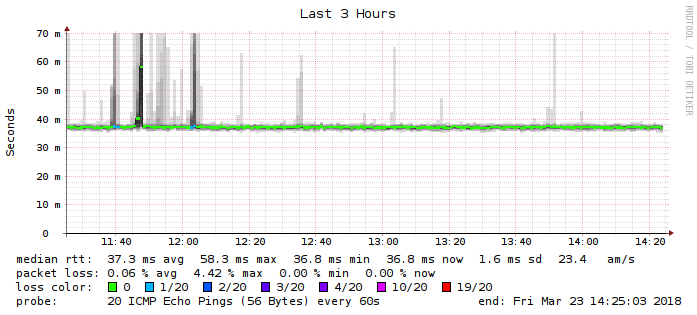 Last 3 Hours
RRDTOOL / TOBI OETIKER
Seconds
70 m
60 m
50 m
40 m
30 m
20 m
10 m
0
11:40 12:00 12:20 12:40 13:00 13:20 13:40 14:00 14:20
median rtt: 37.3 ms avg 58.3 ms max 36.8 ms min 36.8 ms now 1.6 ms sd 23.4 am/s
packet loss: 0.06 % avg 4.42 % max 0.00 % min 0.00 % now
loss color: 0 1/20 2/20 3/20 4/20 10/20 19/20
probe: 20 ICMP Echo Pings (56 Bytes) every 60s end: Fri Mar 23 14:25:03 2018